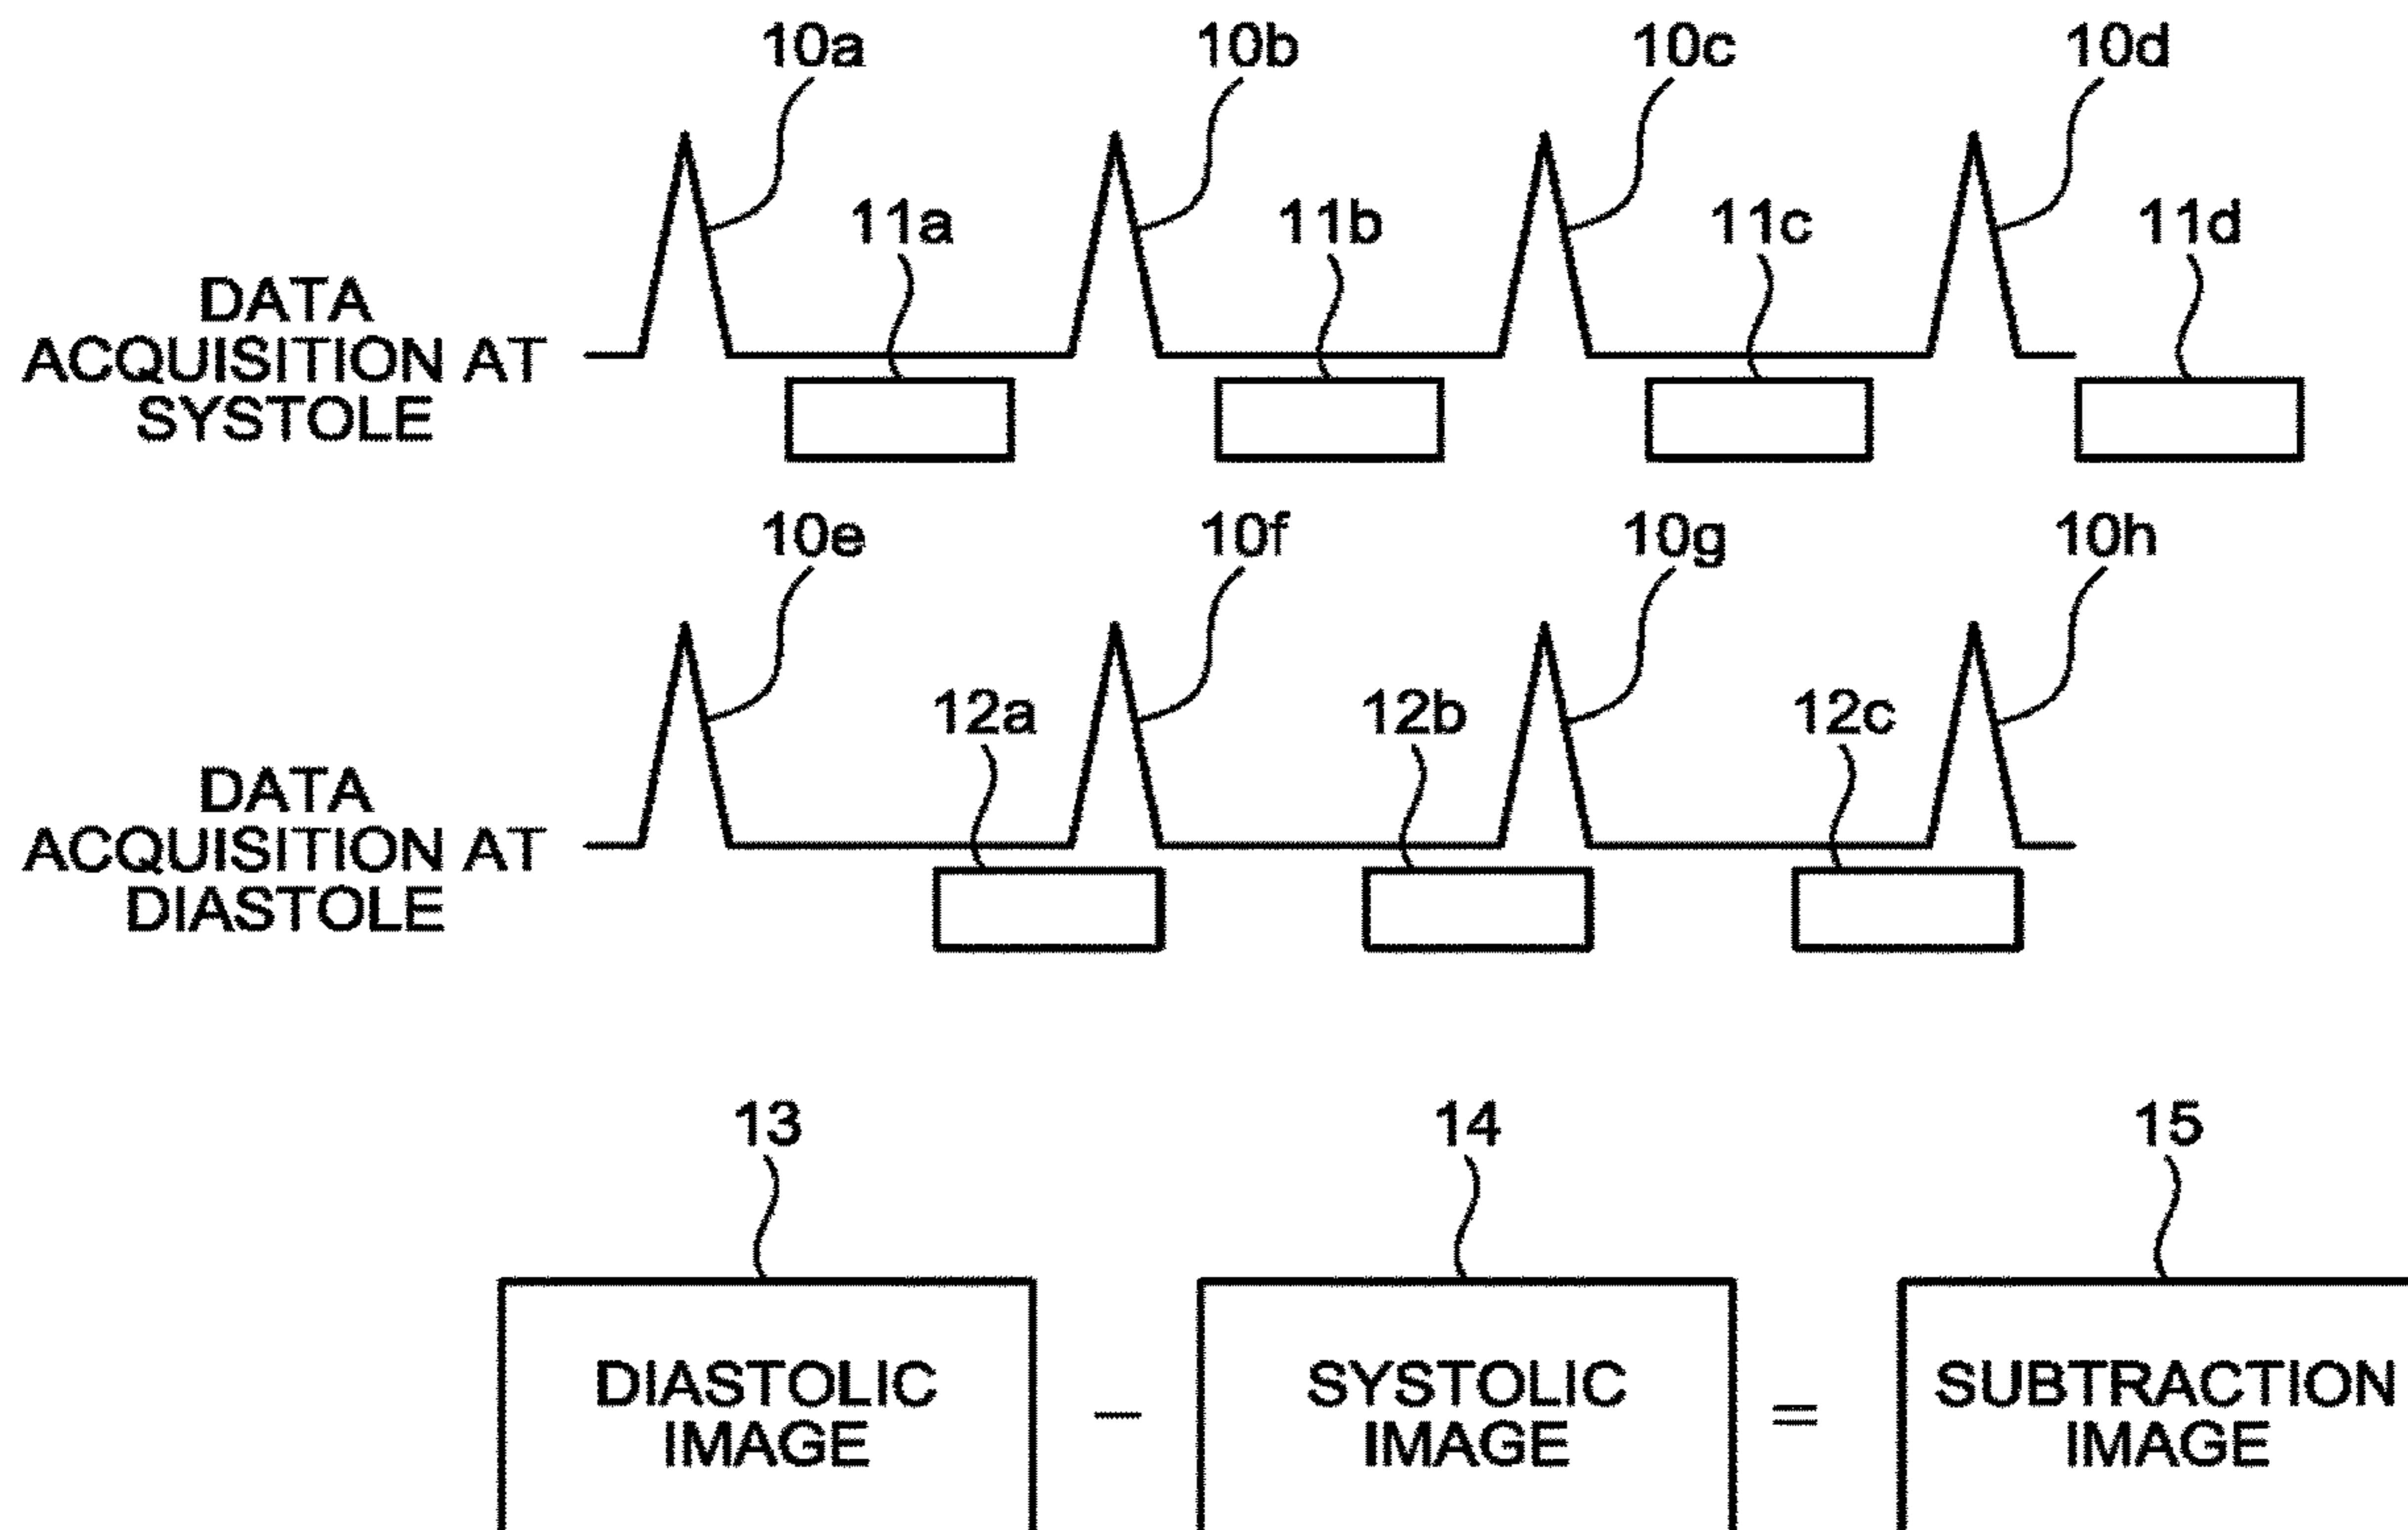 10a 10b 10c 10d
11a 11b 11c 11d
DATA
ACQUISITION AT
SYSTOLE
10e 10f 10g 10h
12a 12b 12c
DATA
ACQUISITION AT
DIASTOLE
13 14 15
DIASTOLIC
IMAGE
–
SYSTOLIC
IMAGE
=
SUBTRACTION
IMAGE